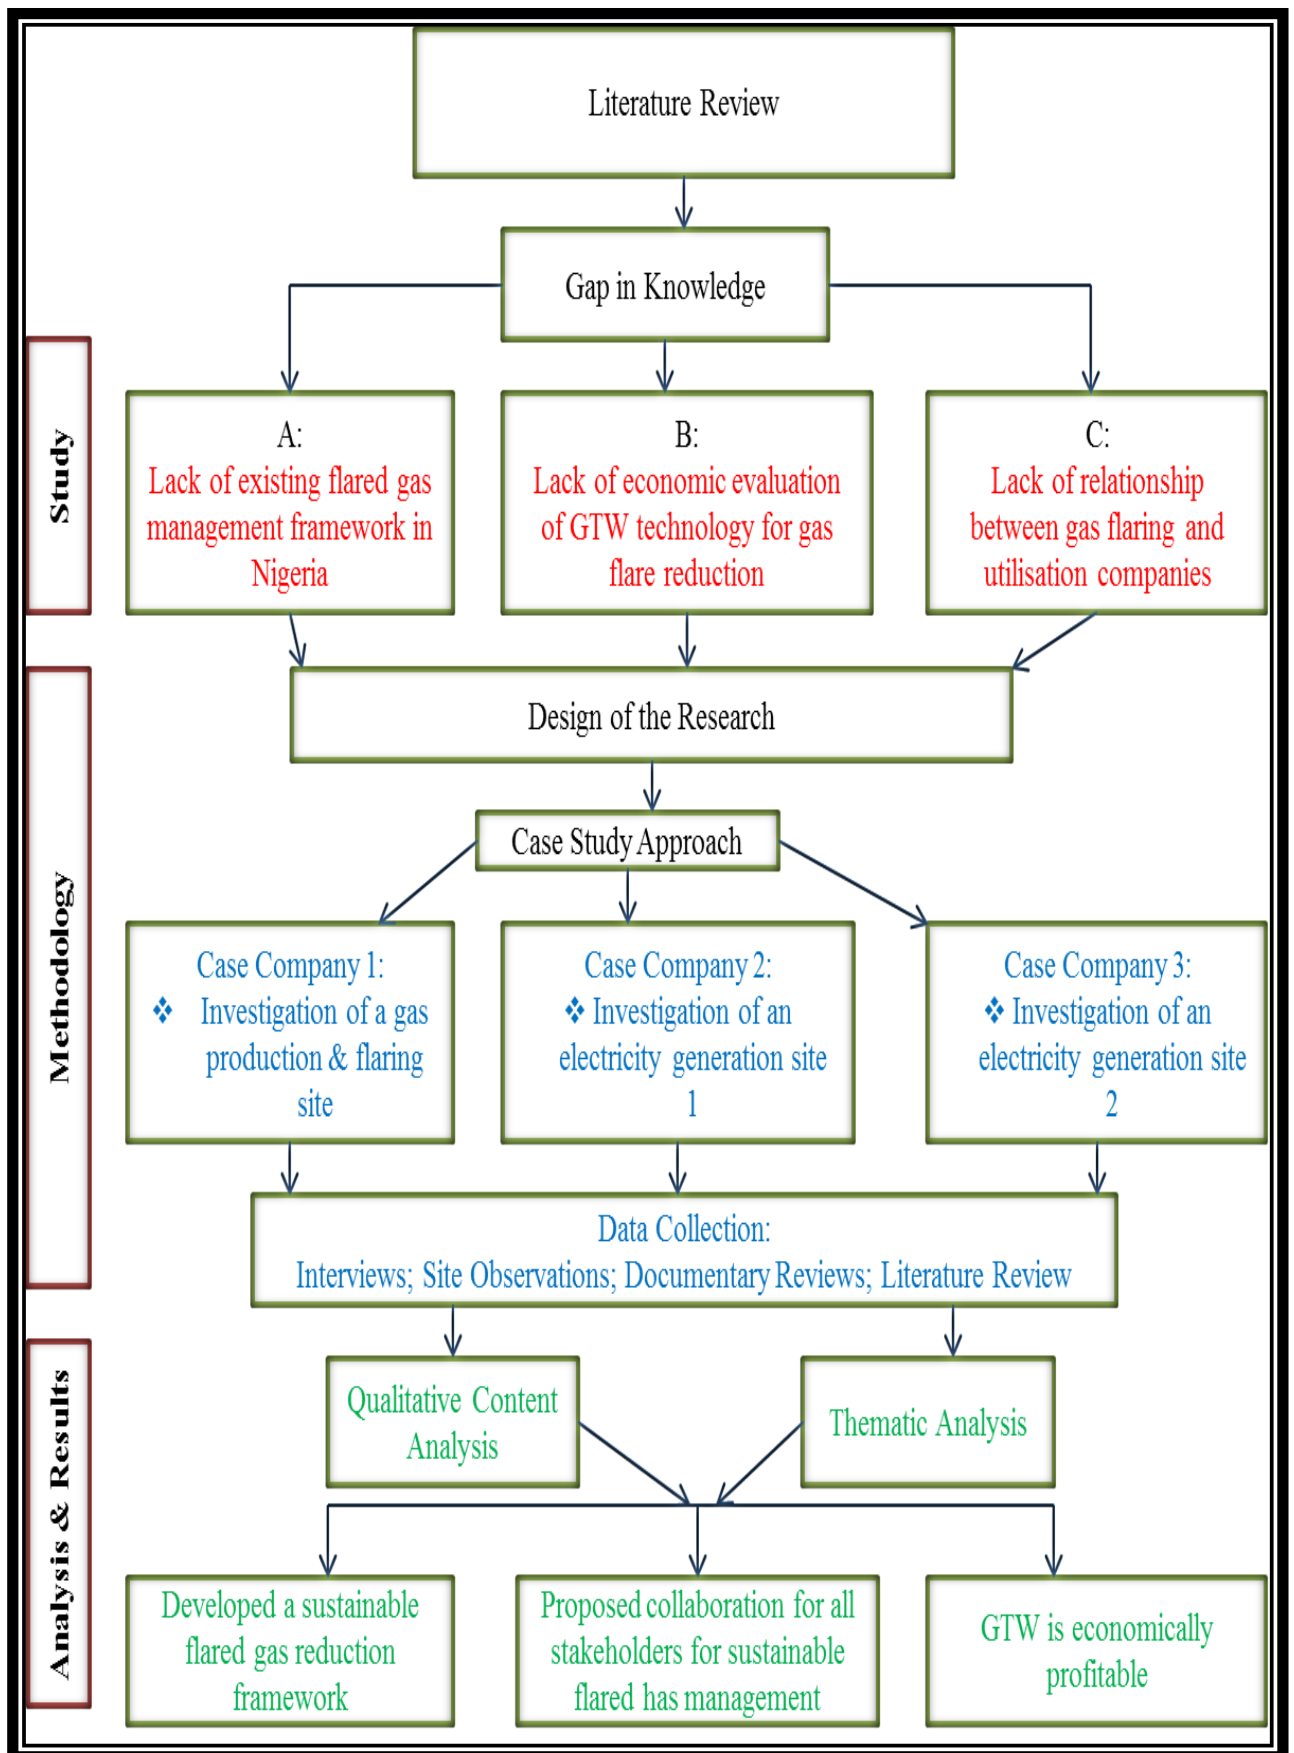 Literature Review
Gap in Knowledge
Study
A:
Lack of existing flared gas
management framework in
Nigeria
B:
Lack of economic evaluation
of GTW technology for gas
flare reduction
C:
Lack of relationship
between gas flaring and
utilisation companies
Methodology
Design of the Research
Case Study Approach
Case Company 1:
❖ Investigation of a gas
production & flaring
site
Case Company 2:
❖ Investigation of an
electricity generation site
1
Case Company 3:
❖ Investigation of an
electricity generation site
2
Data Collection:
Interviews; Site Observations; Documentary Reviews; Literature Review
Analysis & Results
Qualitative Content
Analysis
Thematic Analysis
Developed a sustainable
flared gas reduction
framework
Proposed collaboration for all
stakeholders for sustainable
flared has management
GTW is economically
profitable